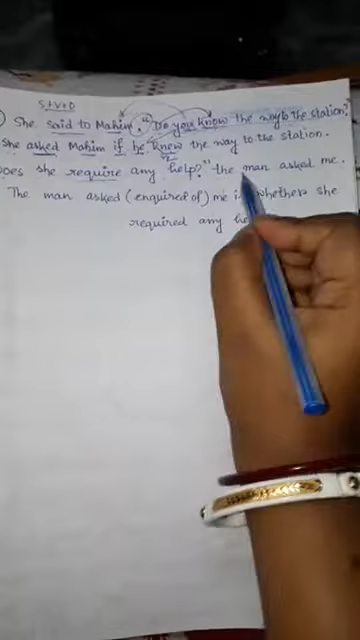 S+V+O
) She said to Mahim, "Do you know the way to the station?
She asked Mahim if he knew the way to the station.
V2
Does she require any help?" the man asked me.
The man asked (enquired of) me whether she
required any